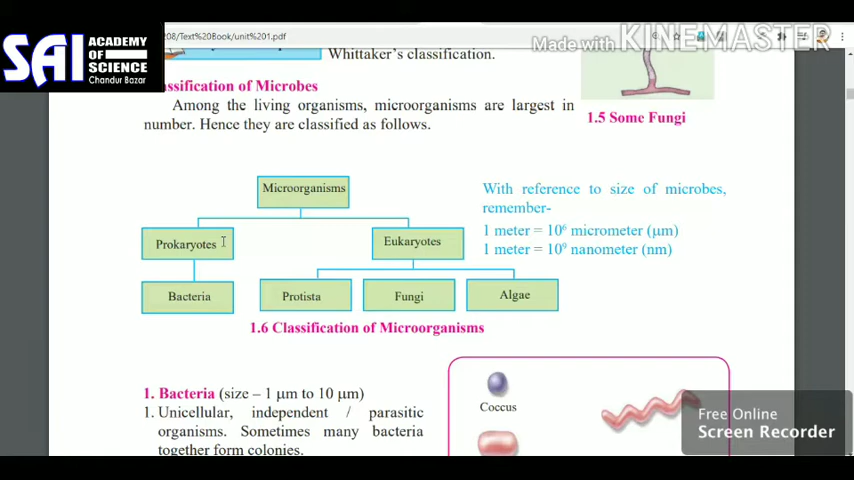 SAI ACADEMY
OF
SCIENCE
Chandur Bazar
208/Text%20Book/unit%201.pdf
Made with KINEMASTER
Whittaker's classification.
assification of Microbes
Among the living organisms, microorganisms are largest in
number. Hence they are classified as follows.
1.5 Some Fungi
Microorganisms
Prokaryotes
Eukaryotes
Bacteria
Protista
Fungi
Algae
1.6 Classification of Microorganisms
With reference to size of microbes,
remember-
1 meter = 10⁶ micrometer (μm)
1 meter = 10⁹ nanometer (nm)
1. Bacteria (size – 1 μm to 10 μm)
1. Unicellular, independent / parasitic
organisms. Sometimes many bacteria
together form colonies.
Coccus
Free Online
Screen Recorder